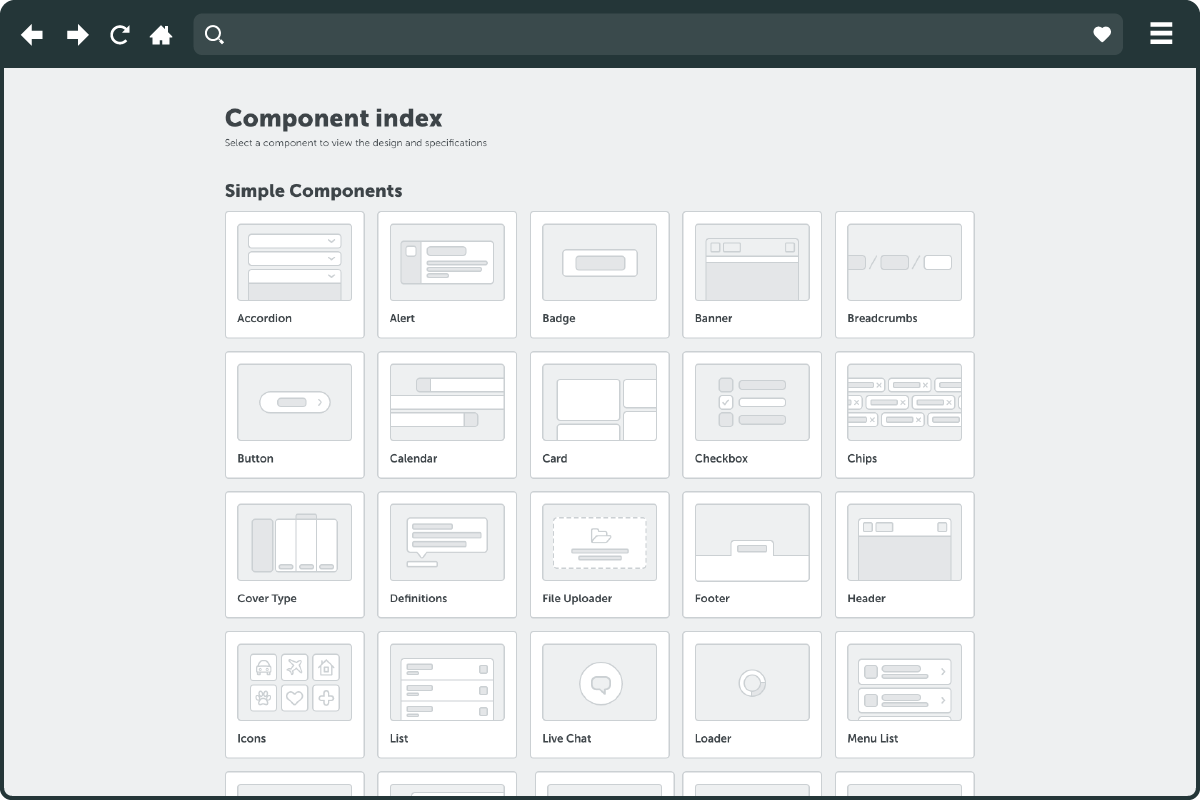 Component index
Select a component to view the design and specifications
Simple Components
Accordion
Alert
Badge
Banner
Breadcrumbs
Button
Calendar
Card
Checkbox
Chips
Cover Type
Definitions
File Uploader
Footer
Header
Icons
List
Live Chat
Loader
Menu List